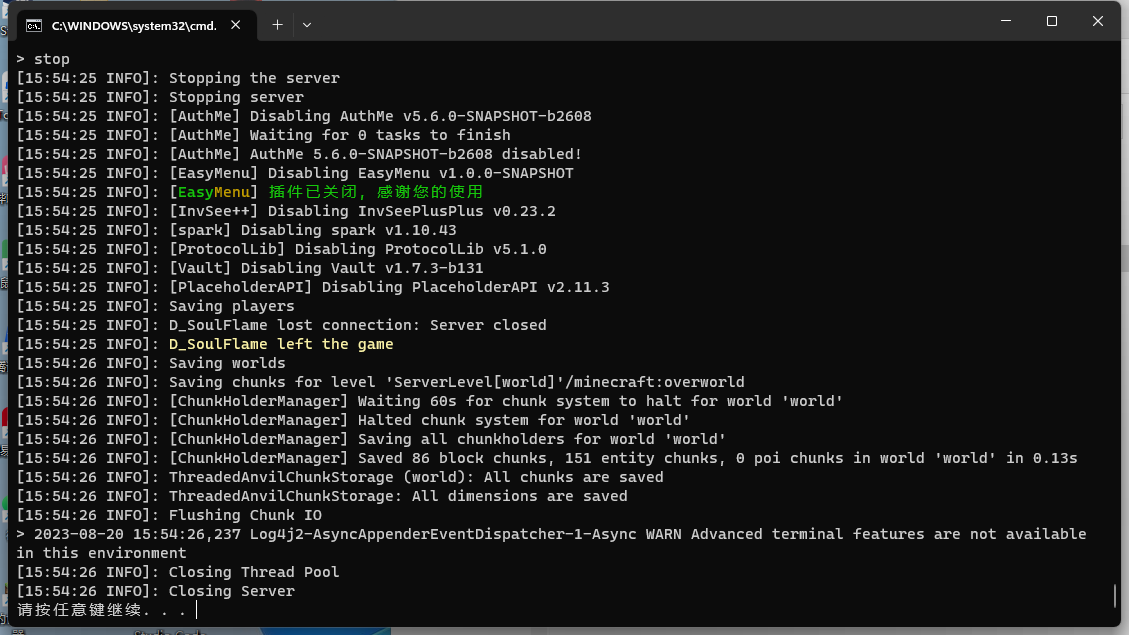 C:\WINDOWS\system32\cmd.
> stop
[15:54:25 INFO]: Stopping the server
[15:54:25 INFO]: Stopping server
[15:54:25 INFO]: [AuthMe] Disabling AuthMe v5.6.0-SNAPSHOT-b2608
[15:54:25 INFO]: [AuthMe] Waiting for 0 tasks to finish
[15:54:25 INFO]: [AuthMe] AuthMe 5.6.0-SNAPSHOT-b2608 disabled!
[15:54:25 INFO]: [EasyMenu] Disabling EasyMenu v1.0.0-SNAPSHOT
[15:54:25 INFO]: [EasyMenu] 插件已关闭，感谢您的使用
[15:54:25 INFO]: [InvSee++] Disabling InvSeePlusPlus v0.23.2
[15:54:25 INFO]: [spark] Disabling spark v1.10.43
[15:54:25 INFO]: [ProtocolLib] Disabling ProtocolLib v5.1.0
[15:54:25 INFO]: [Vault] Disabling Vault v1.7.3-b131
[15:54:25 INFO]: [PlaceholderAPI] Disabling PlaceholderAPI v2.11.3
[15:54:25 INFO]: Saving players
[15:54:25 INFO]: D_SoulFlame lost connection: Server closed
[15:54:25 INFO]: D_SoulFlame left the game
[15:54:26 INFO]: Saving worlds
[15:54:26 INFO]: Saving chunks for level 'ServerLevel[world]'/minecraft:overworld
[15:54:26 INFO]: [ChunkHolderManager] Waiting 60s for chunk system to halt for world 'world'
[15:54:26 INFO]: [ChunkHolderManager] Halted chunk system for world 'world'
[15:54:26 INFO]: [ChunkHolderManager] Saving all chunkholders for world 'world'
[15:54:26 INFO]: [ChunkHolderManager] Saved 86 block chunks, 151 entity chunks, 0 poi chunks in world 'world' in 0.13s
[15:54:26 INFO]: ThreadedAnvilChunkStorage (world): All chunks are saved
[15:54:26 INFO]: ThreadedAnvilChunkStorage: All dimensions are saved
[15:54:26 INFO]: Flushing Chunk IO
> 2023-08-20 15:54:26,237 Log4j2-AsyncAppenderEventDispatcher-1-Async WARN Advanced terminal features are not available
in this environment
[15:54:26 INFO]: Closing Thread Pool
[15:54:26 INFO]: Closing Server
请按任意键继续. . .